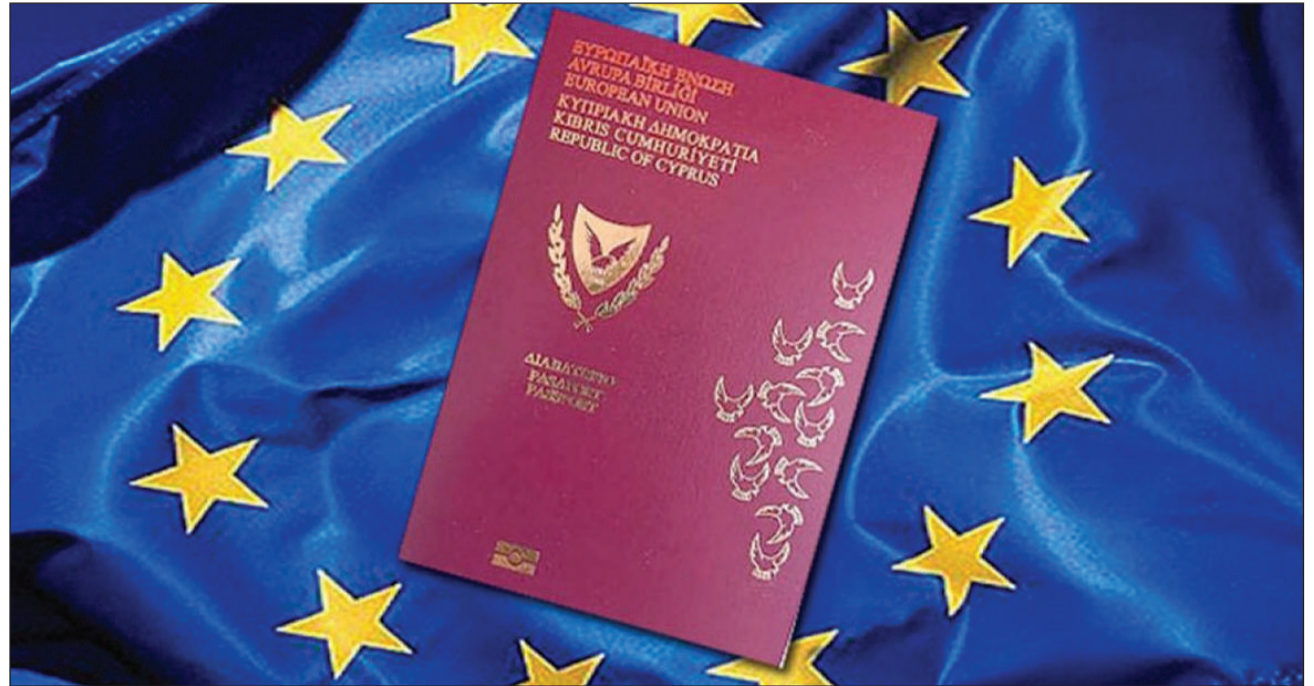 ΕΥΡΩΠΑΪΚΗ ΕΝΩΣΗ
AVRUPA BİRLİĞİ
EUROPEAN UNION
ΚΥΠΡΙΑΚΗ ΔΗΜΟΚΡΑΤΙΑ
KIBRIS CUMHURİYETİ
REPUBLIC OF CYPRUS
ΔΙΑΒΑΤΗΡΙΟ
PASAPORT
PASSPORT